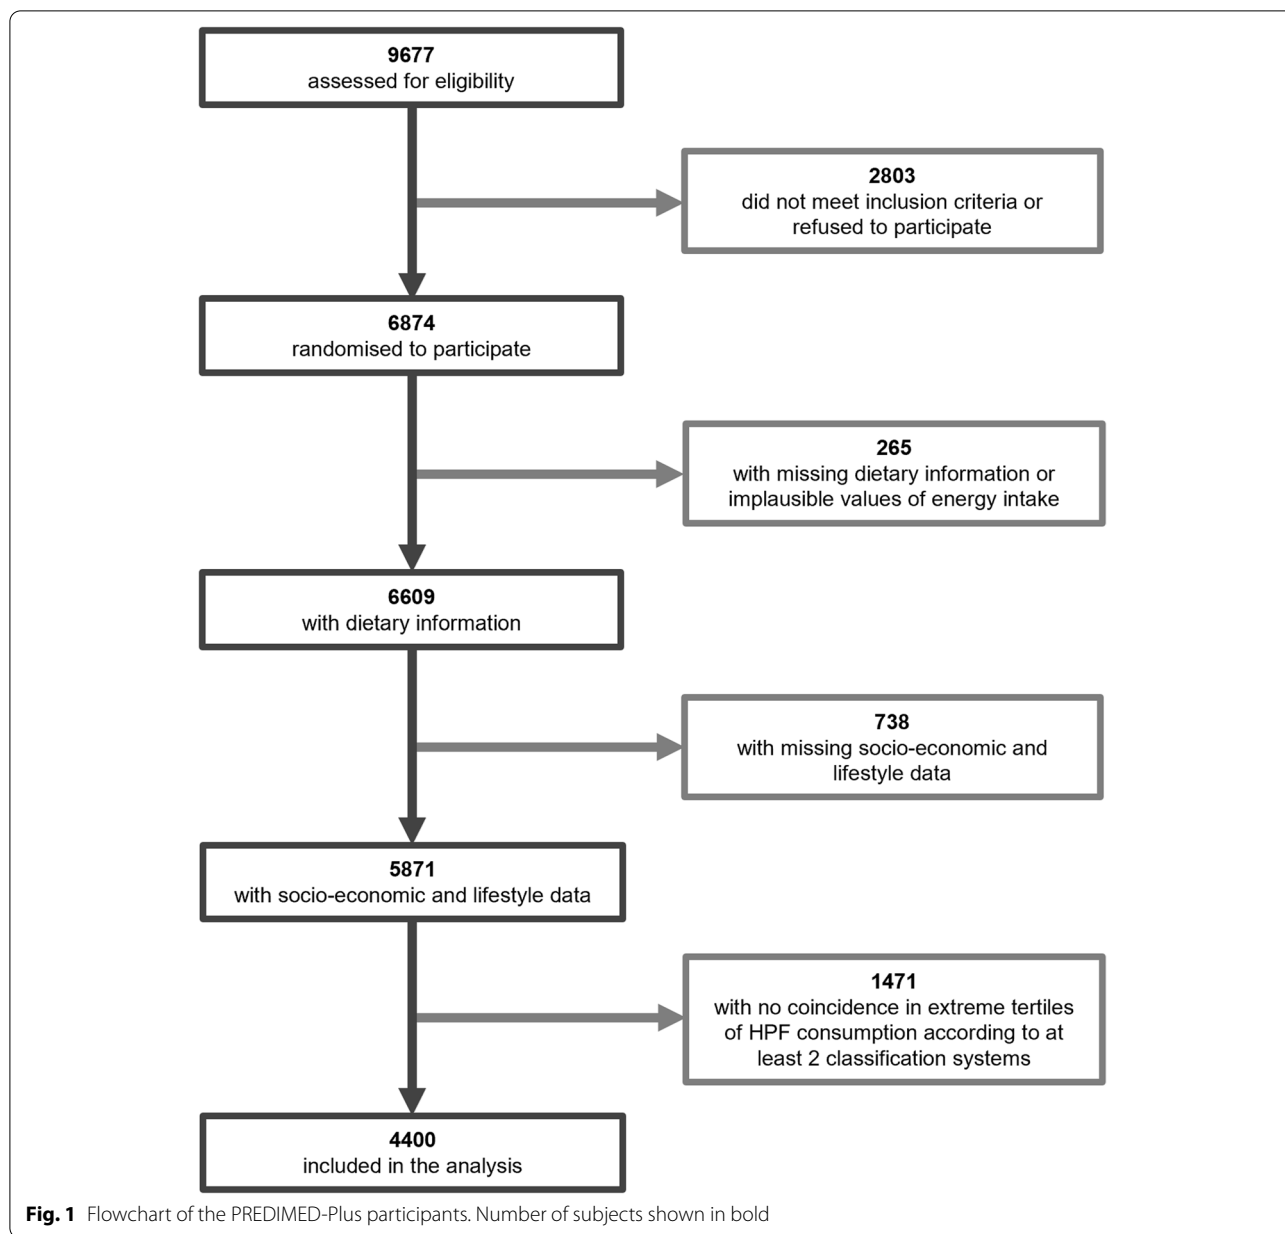 9677
assessed for eligibility
2803
did not meet inclusion criteria or
refused to participate
6874
randomised to participate
265
with missing dietary information or
implausible values of energy intake
6609
with dietary information
738
with missing socio-economic and
lifestyle data
5871
with socio-economic and lifestyle data
1471
with no coincidence in extreme tertiles
of HPF consumption according to at
least 2 classification systems
4400
included in the analysis
Fig. 1 Flowchart of the PREDIMED-Plus participants. Number of subjects shown in bold